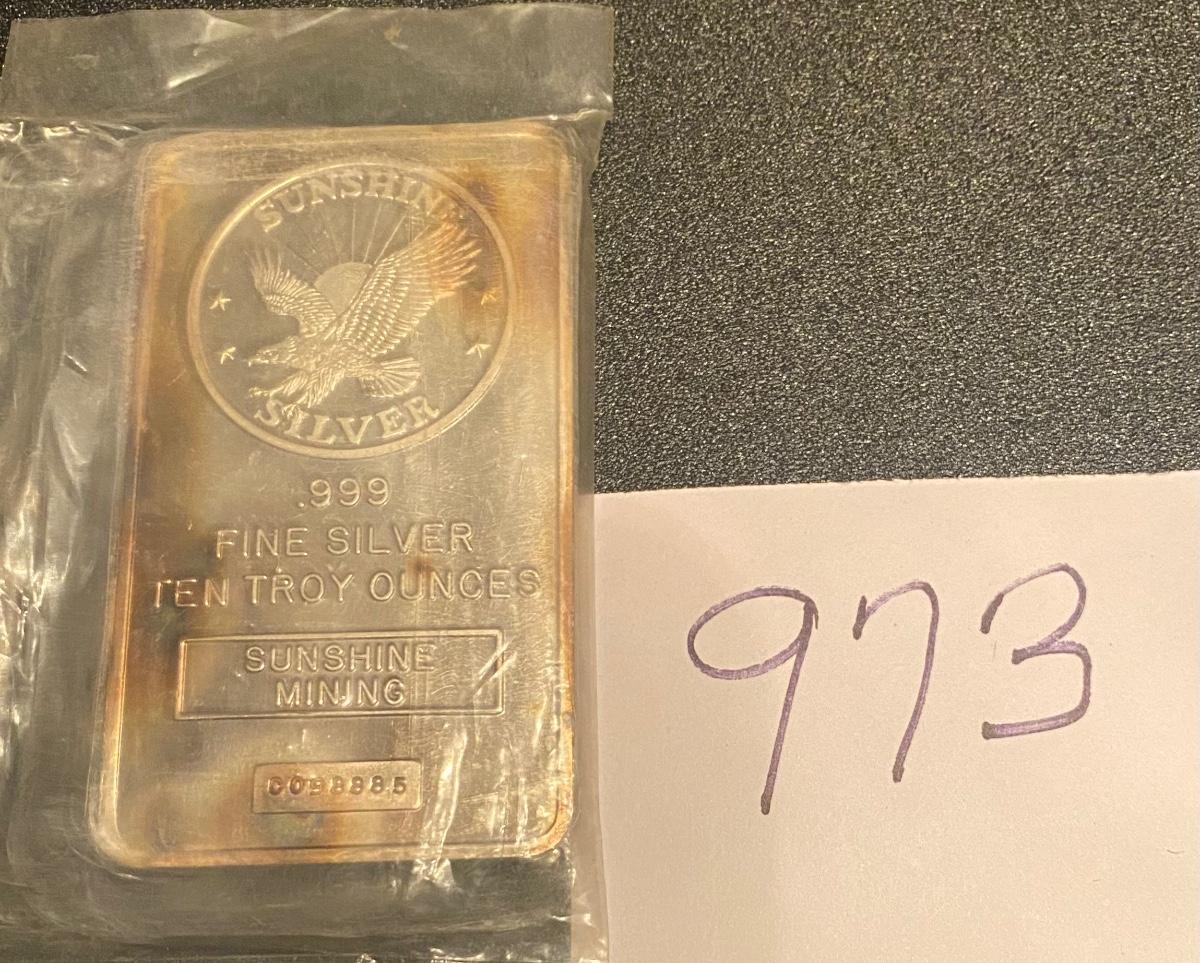 SUNSHINE
SILVER
.999
FINE SILVER
TEN TROY OUNCES
SUNSHINE
MINING
973